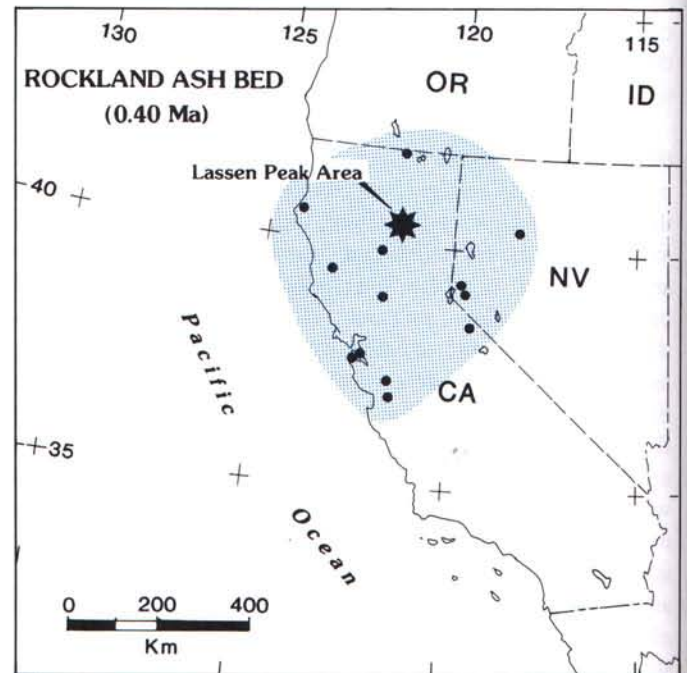 130
125
120
115
ROCKLAND ASH BED
(0.40 Ma)
OR
ID
Lassen Peak Area
40
NV
Pacific
CA
35
Ocean
0 200 400
Km